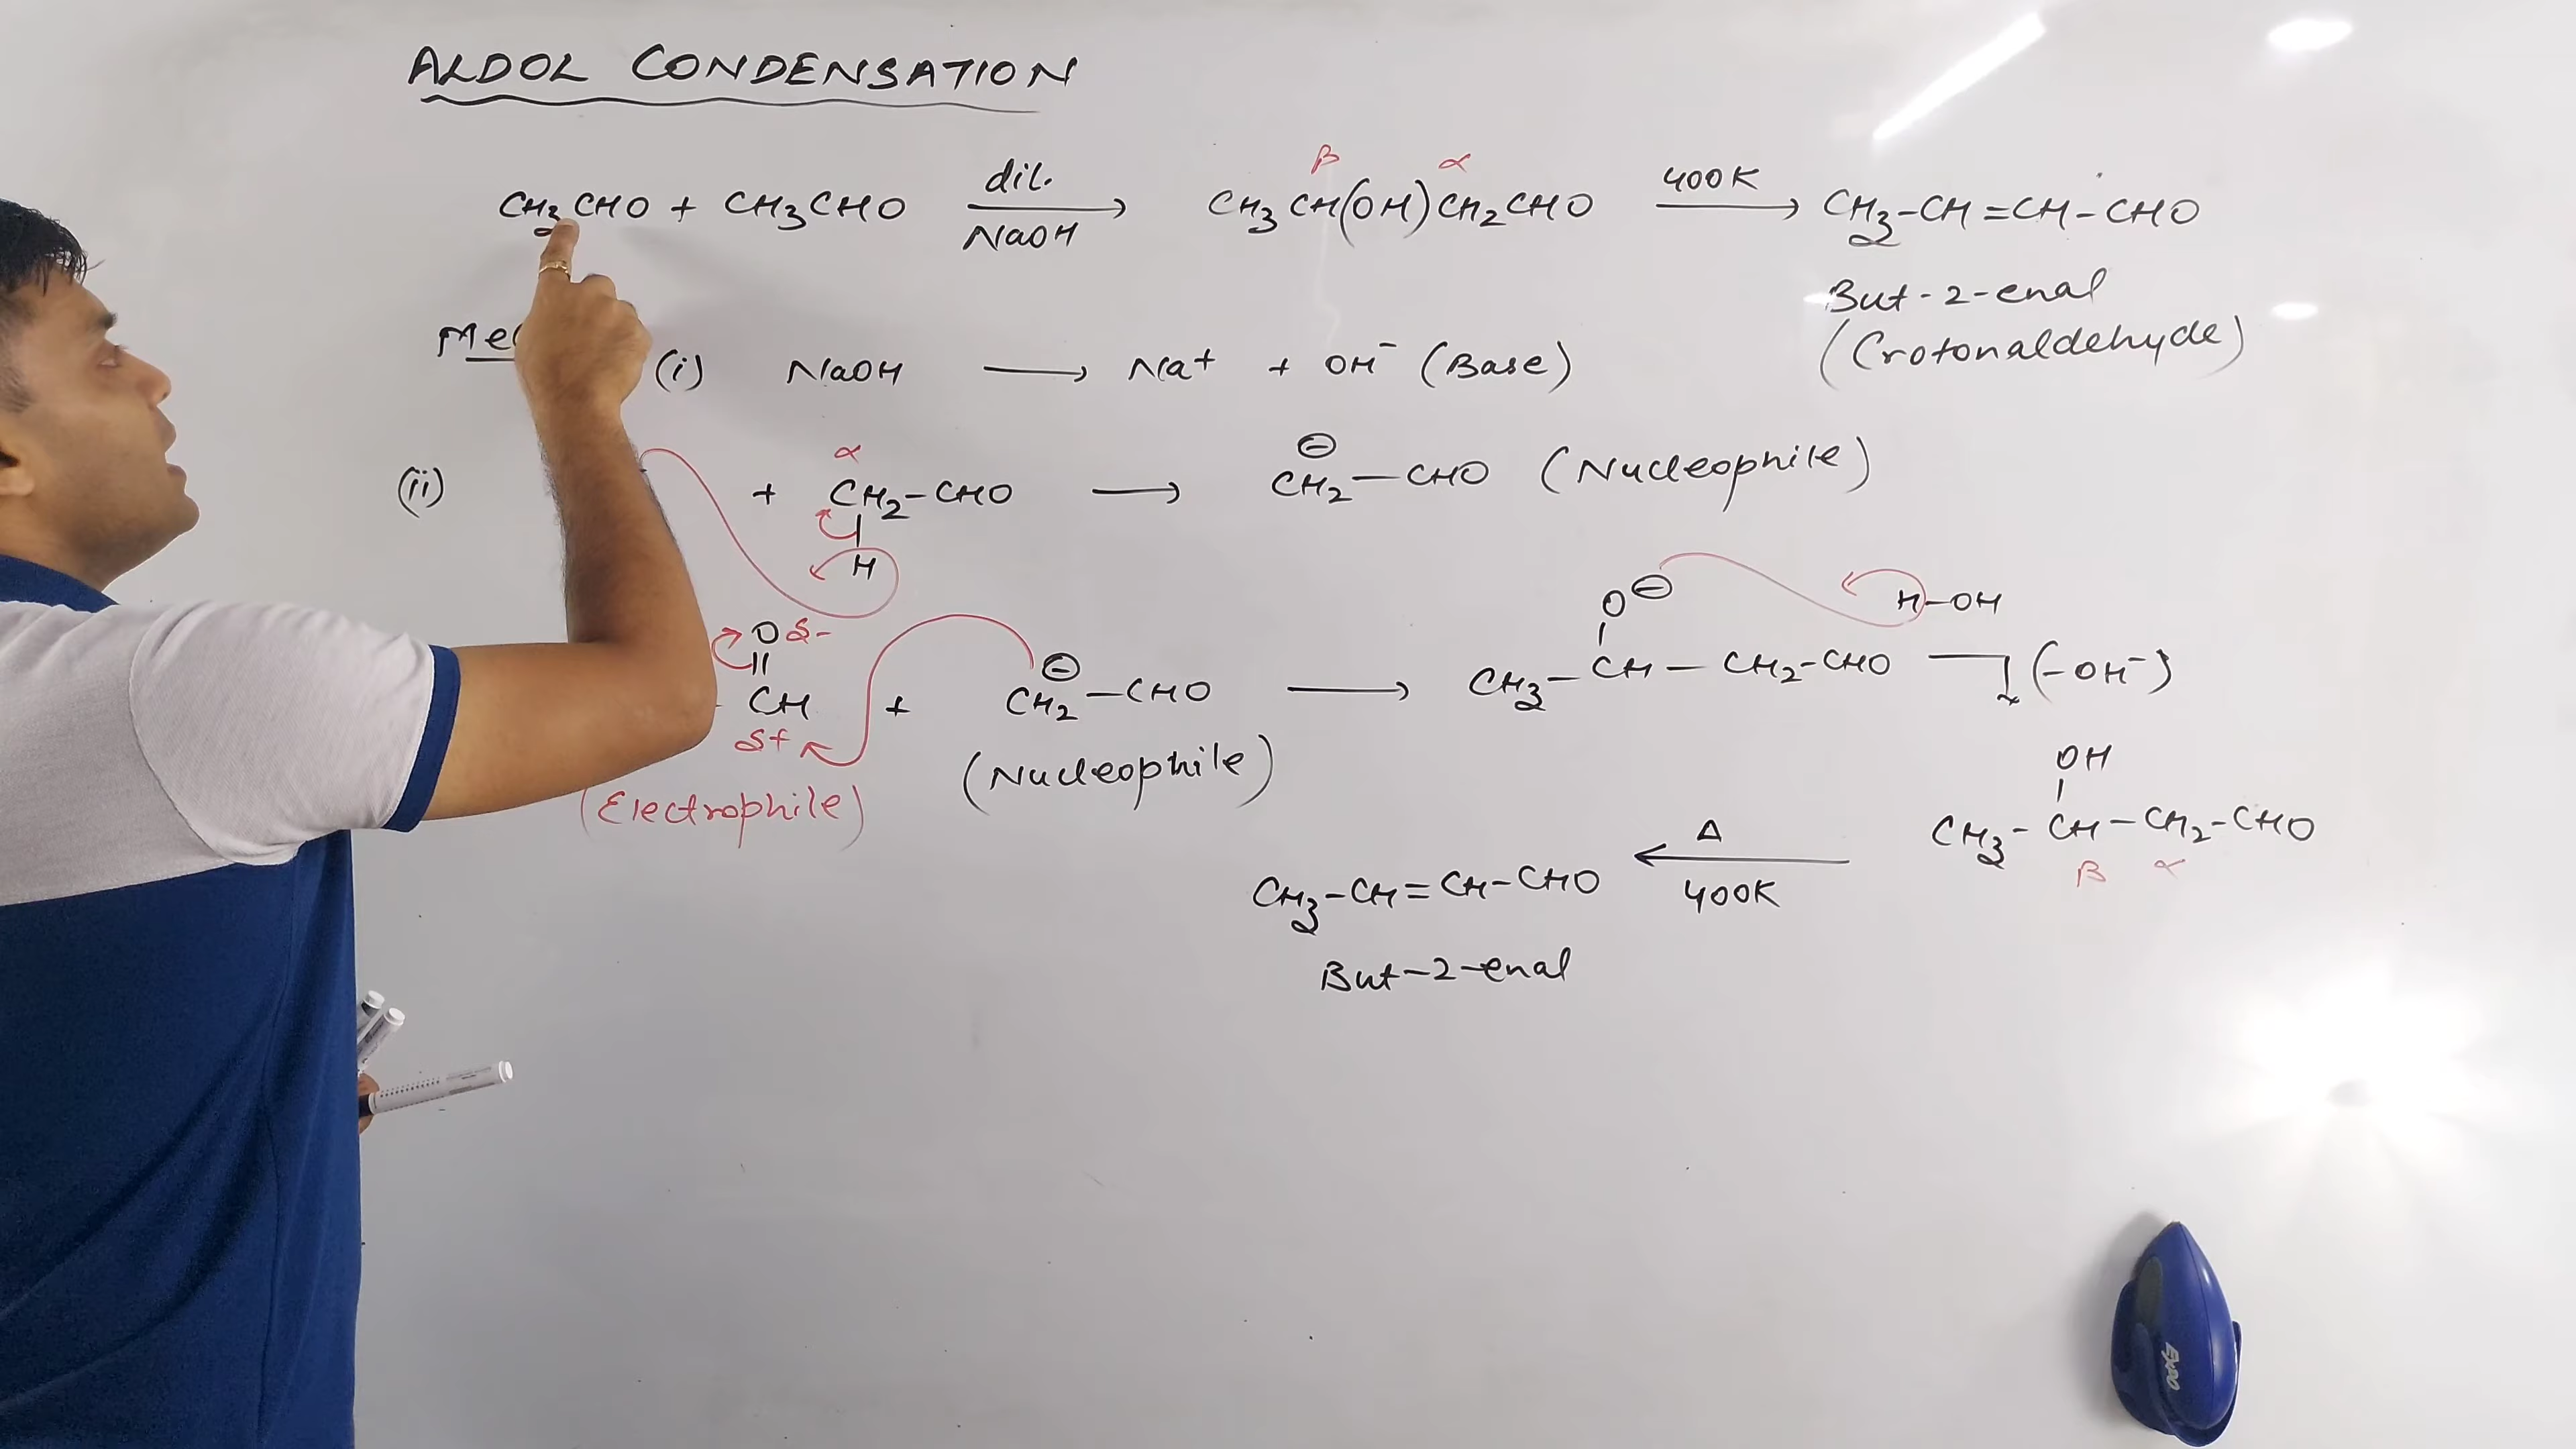 ALDOL CONDENSATION
CH3CHO + CH3CHO dil. NaOH → CH3CH(OH)CH2CHO 400K → CH3-CH=CH-CHO
β α
But-2-enal
(Crotonaldehyde)
(i) NaOH → Na+ + OH⁻ (Base)
(ii) + CH2-CHO → ⊖CH2-CHO (Nucleophile)
α
H
O δ-
||
CH + ⊖CH2-CHO → CH3-CH-CH2-CHO (-OH⁻)
δ+
O⊖ H-OH
(Electrophile) (Nucleophile)
OH
CH3-CH-CH2-CHO
β α
Δ
400K
CH3-CH=CH-CHO
But-2-enal
EXPO